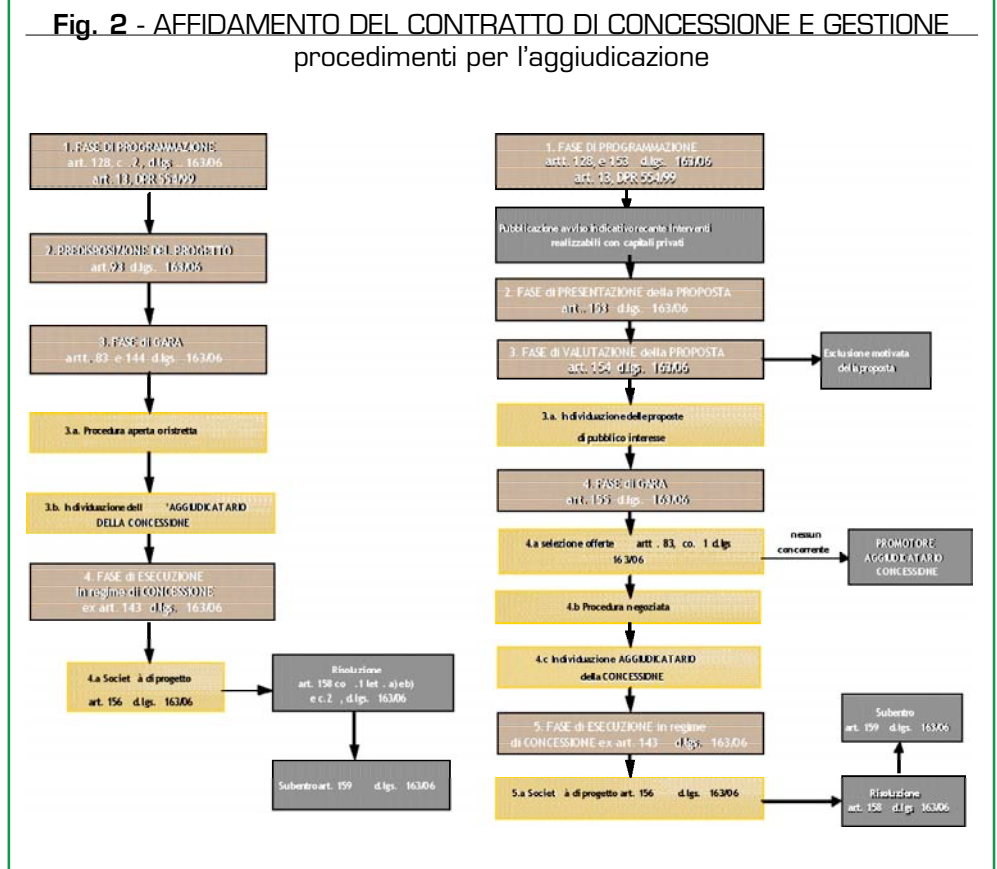 Fig. 2 - AFFIDAMENTO DEL CONTRATTO DI CONCESSIONE E GESTIONE
procedimenti per l'aggiudicazione
1. FASE DI PROGRAMMAZIONE
art. 128, c .2, d.lgs .. 163/06
art. 13, DPR 554/99
2. PREDISPOSIZIONE DEL PROGETTO
art.93 d.lgs. 163/06
3. FASE di GARA
artt. 83 e 144 d.lgs. 163/06
3.a. Procedura aperta o ristretta
3.b. Individuazione dell 'AGGIUDICATARIO
DELLA CONCESSIONE
4. FASE di ESECUZIONE
in regime di CONCESSIONE
ex art. 143 d.lgs. 163/06
4.a Societ à di progetto
art. 156 d.lgs. 163/06
Risoluzione
art. 158 co .1 let . a) e b)
e c.2 , d.lgs. 163/06
Subentro art. 159 d.lgs. 163/06
1. FASE DI PROGRAMMAZIONE
artt. 128, e 153 d.lgs. 163/06
art. 13, DPR 554/99
Pubblicazione avviso indicativo recante interventi
realizzabili con capitali privati
2. FASE di PRESENTAZIONE della PROPOSTA
art.. 153 d.lgs. 163/06
3. FASE di VALUTAZIONE della PROPOSTA
art. 154 d.lgs. 163/06
Esclusione motivata
della proposta
3.a. Individuazione delle proposte
di pubblico interesse
4. FASE di GARA
art. 155 d.lgs. 163/06
4.a selezione offerte artt . 83, co. 1 d.lgs
163/06
nessun
concorrente
PROMOTORE
AGGIUDICATARIO
CONCESSIONE
4.b Procedura negoziata
4.c Individuazione AGGIUDICATARIO
della CONCESSIONE
5. FASE di ESECUZIONE in regime
di CONCESSIONE ex art. 143 d.lgs. 163/06
5.a Societ à di progetto art. 156 d.lgs. 163/06
Subentro
art. 159 d.lgs. 163/06
Risoluzione
art. 158 d.lgs 163/06